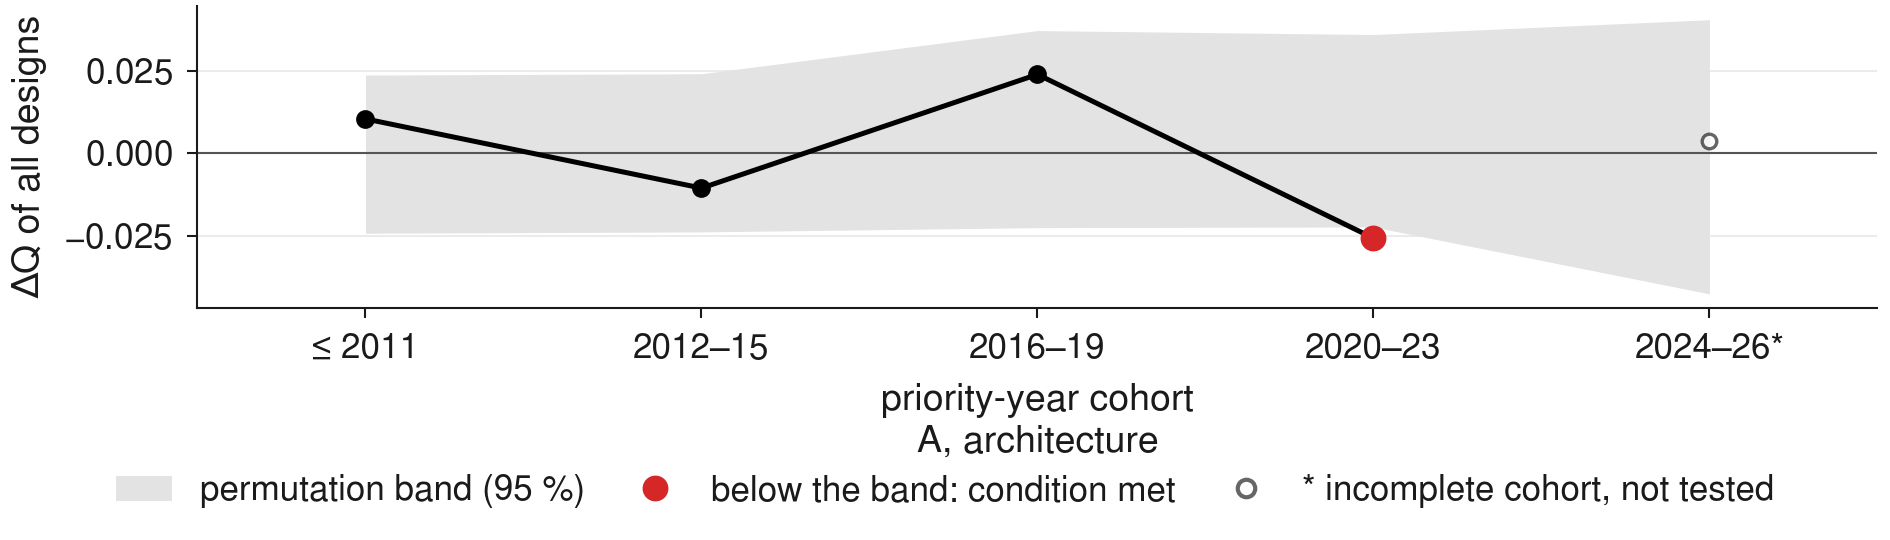 ΔQ of all designs
0.025
0.000
−0.025
≤ 2011
2012–15
2016–19
2020–23
2024–26*
priority-year cohort
A, architecture
permutation band (95 %)
below the band: condition met
* incomplete cohort, not tested